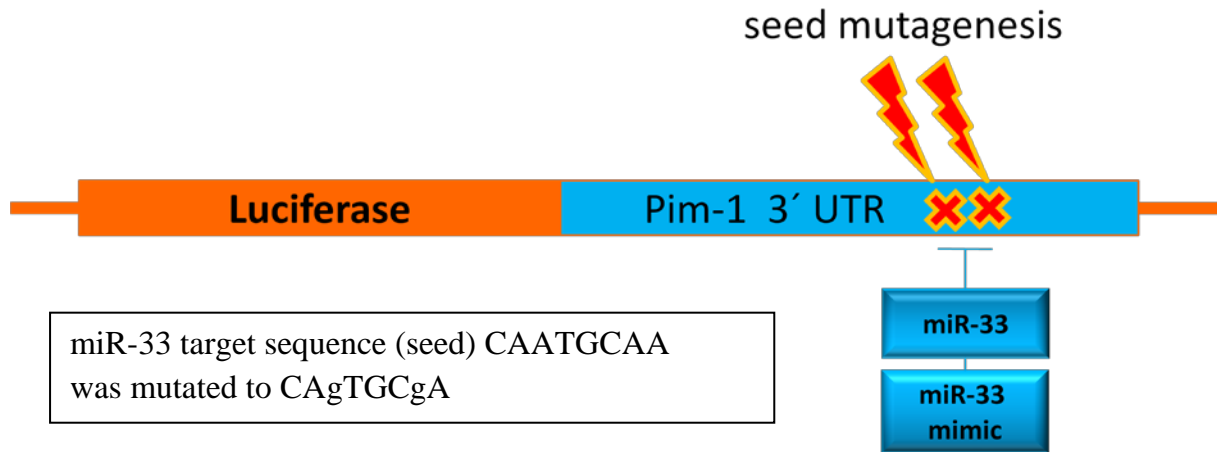 seed mutagenesis
Luciferase
Pim-1 3´ UTR
miR-33 target sequence (seed) CAATGCAA
was mutated to CAgTGCgA
miR-33
miR-33
mimic